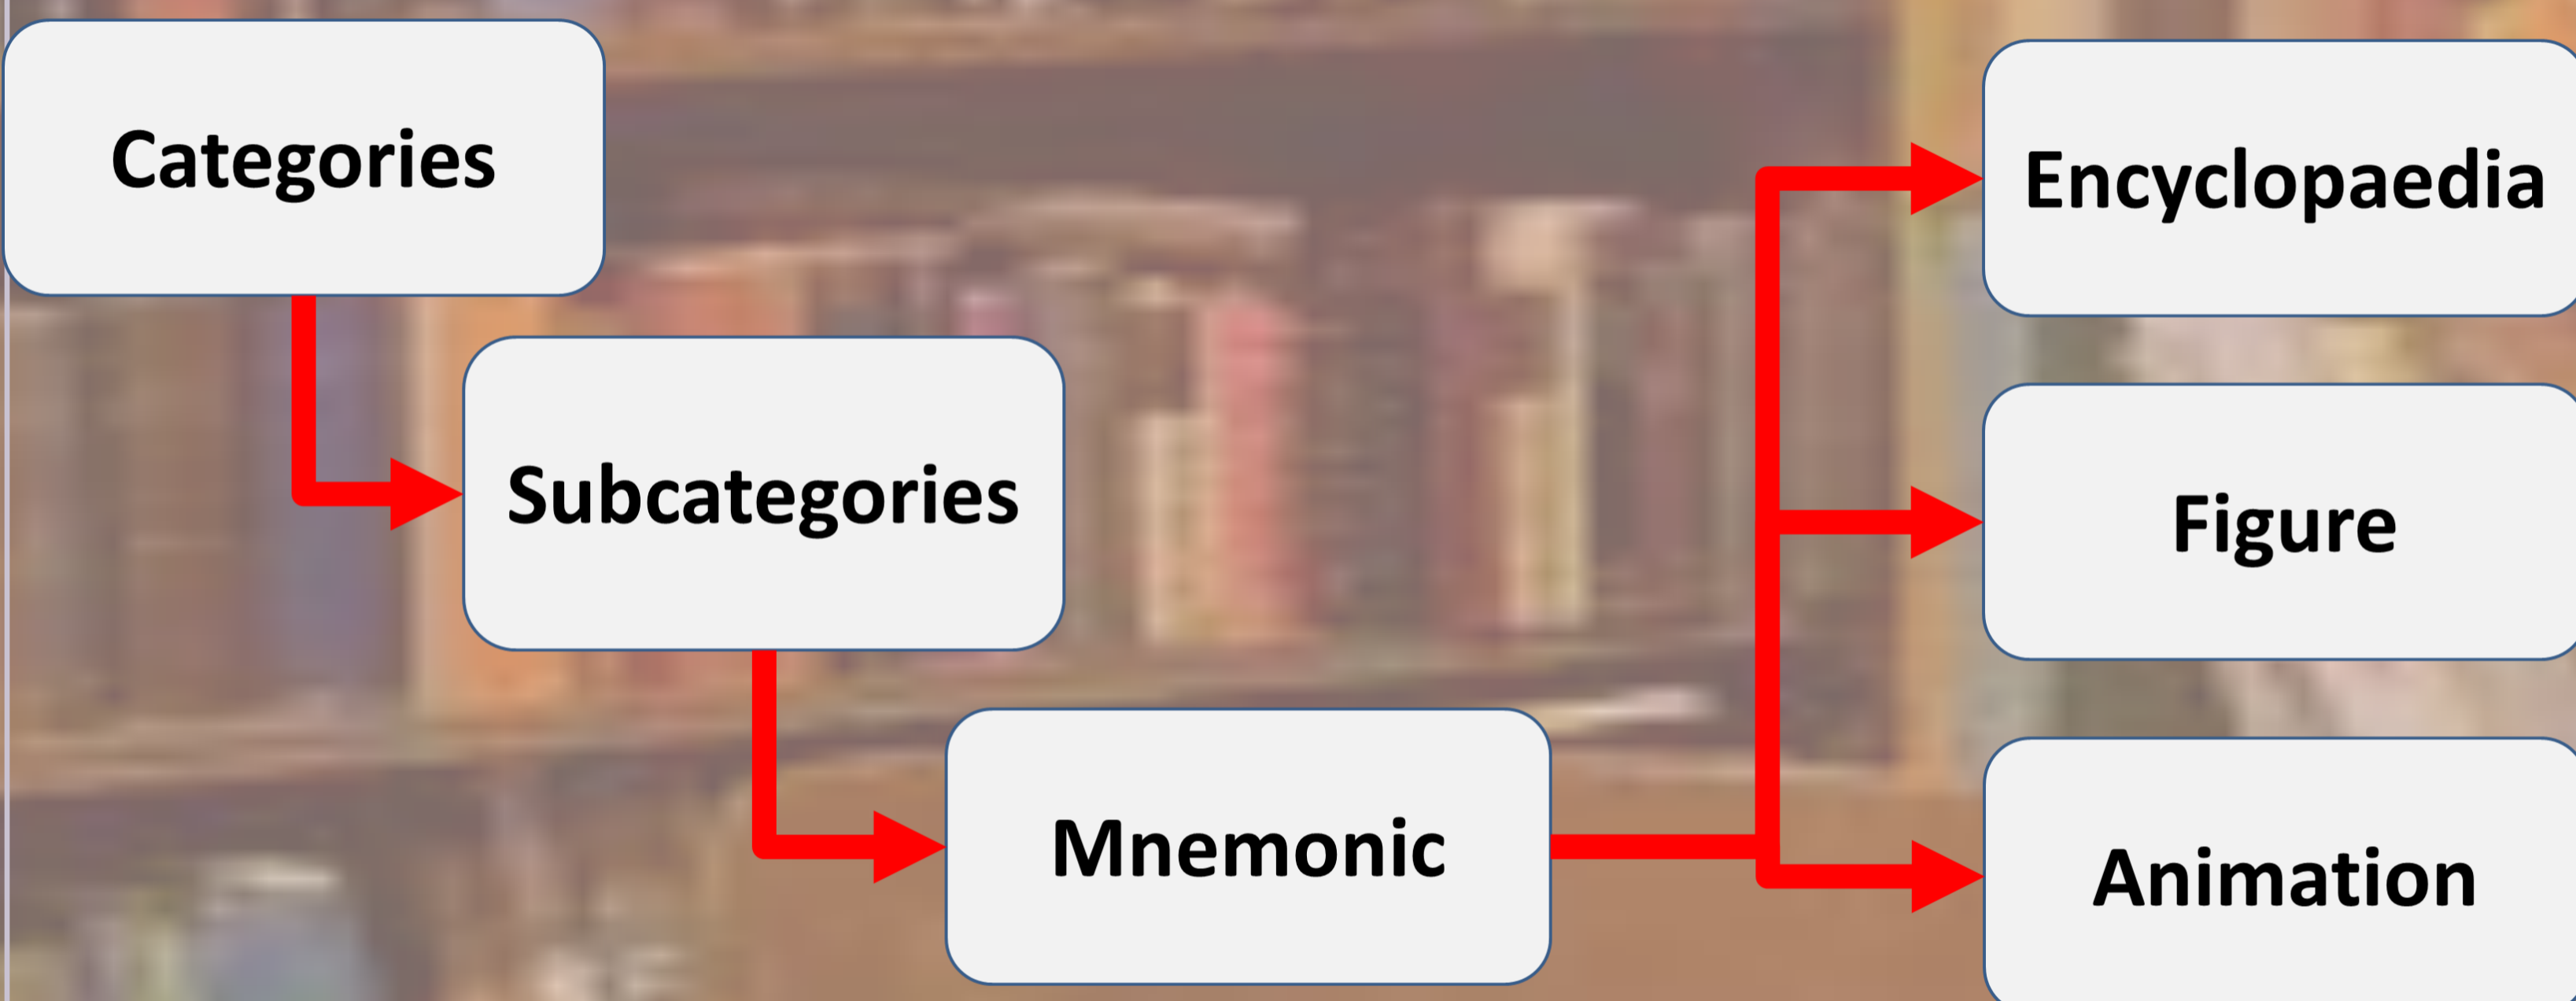 Categories
Subcategories
Mnemonic
Encyclopaedia
Figure
Animation